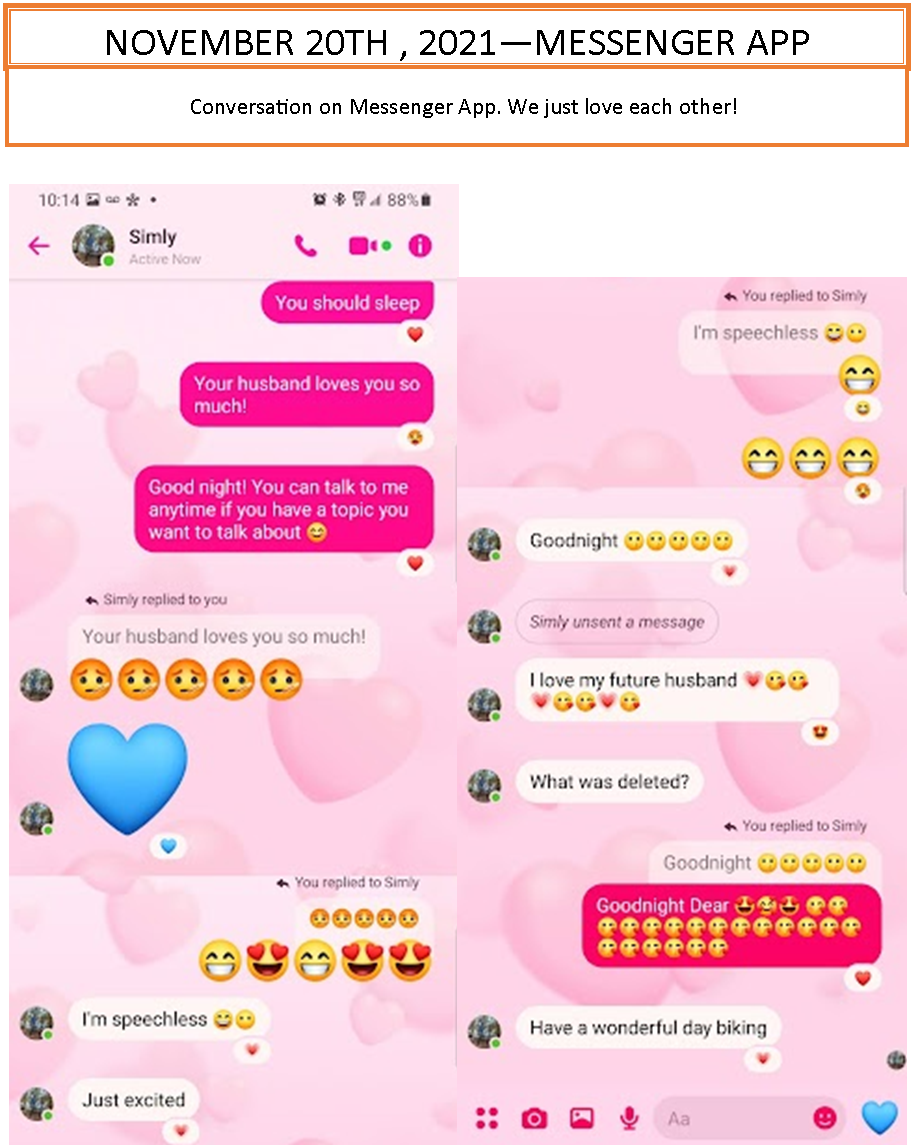 NOVEMBER 20TH , 2021—MESSENGER APP
Conversation on Messenger App. We just love each other!
10:14
88%
Simly
Active Now
You should sleep
Your husband loves you so
much!
Good night! You can talk to me
anytime if you have a topic you
want to talk about 😊
Simly replied to you
Your husband loves you so much!
You replied to Simly
I'm speechless 😄😶
Just excited
You replied to Simly
I'm speechless 😄😶
Goodnight 😶😶😶😶😶
Simly unsent a message
I love my future husband 💗😘😘
💗😘😘💗😘
What was deleted?
You replied to Simly
Goodnight 😶😶😶😶😶
Goodnight Dear 🤩🥰🤩 😘😘
😘😘😘😘😘😘😘😘😘😘😘😘
😘😘😘😘😘😘
Have a wonderful day biking
Aa